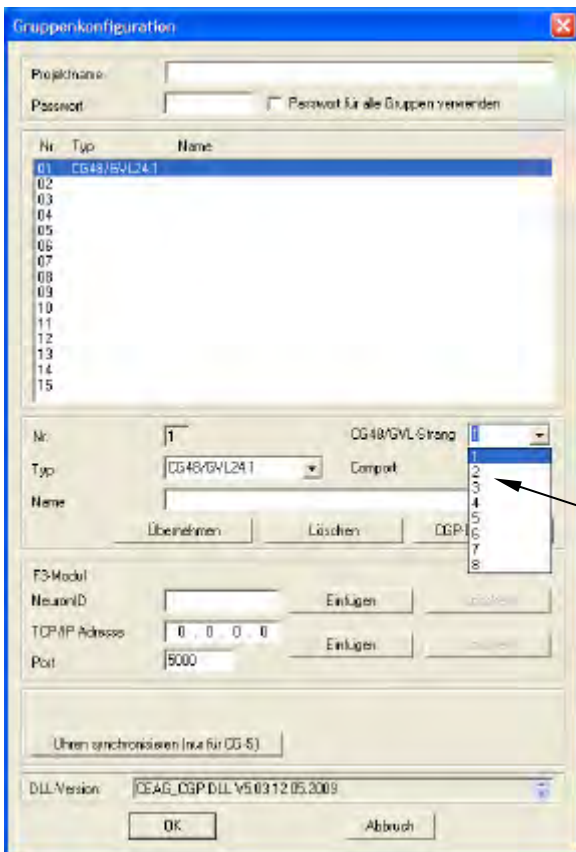 Gruppenkonfiguration
Projektname
Passwort Passwort für alle Gruppen verwenden
Nr. Typ Name
01 CG48/GVL24.1
02
03
04
05
06
07
08
09
10
11
12
13
14
15
Nr. 1 CG48/GVL-Strang 1
Typ CG48/GVL24.1 Comport
Name
1
2
3
4
5
6
7
8
Übernehmen Löschen
F3-Modul
NeuronID Einfügen
TCP/IP Adresse 0 . 0 . 0 . 0 Einfügen
Port 5000
Uhren synchronisieren (nur für CG-S)
DLL-Version CEAG_CGP.DLL V5.03 12.05.2009
OK Abbruch